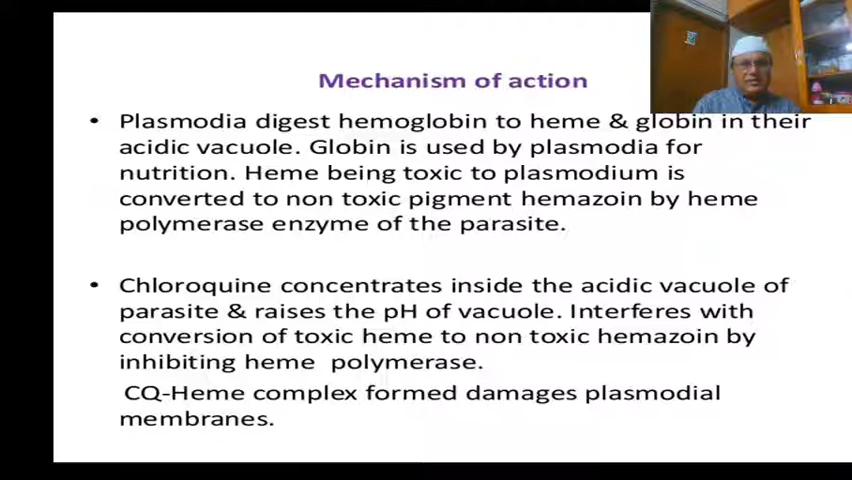 Mechanism of action
• Plasmodia digest hemoglobin to heme & globin in their
acidic vacuole. Globin is used by plasmodia for
nutrition. Heme being toxic to plasmodium is
converted to non toxic pigment hemazoin by heme
polymerase enzyme of the parasite.
• Chloroquine concentrates inside the acidic vacuole of
parasite & raises the pH of vacuole. Interferes with
conversion of toxic heme to non toxic hemazoin by
inhibiting heme polymerase.
CQ-Heme complex formed damages plasmodial
membranes.